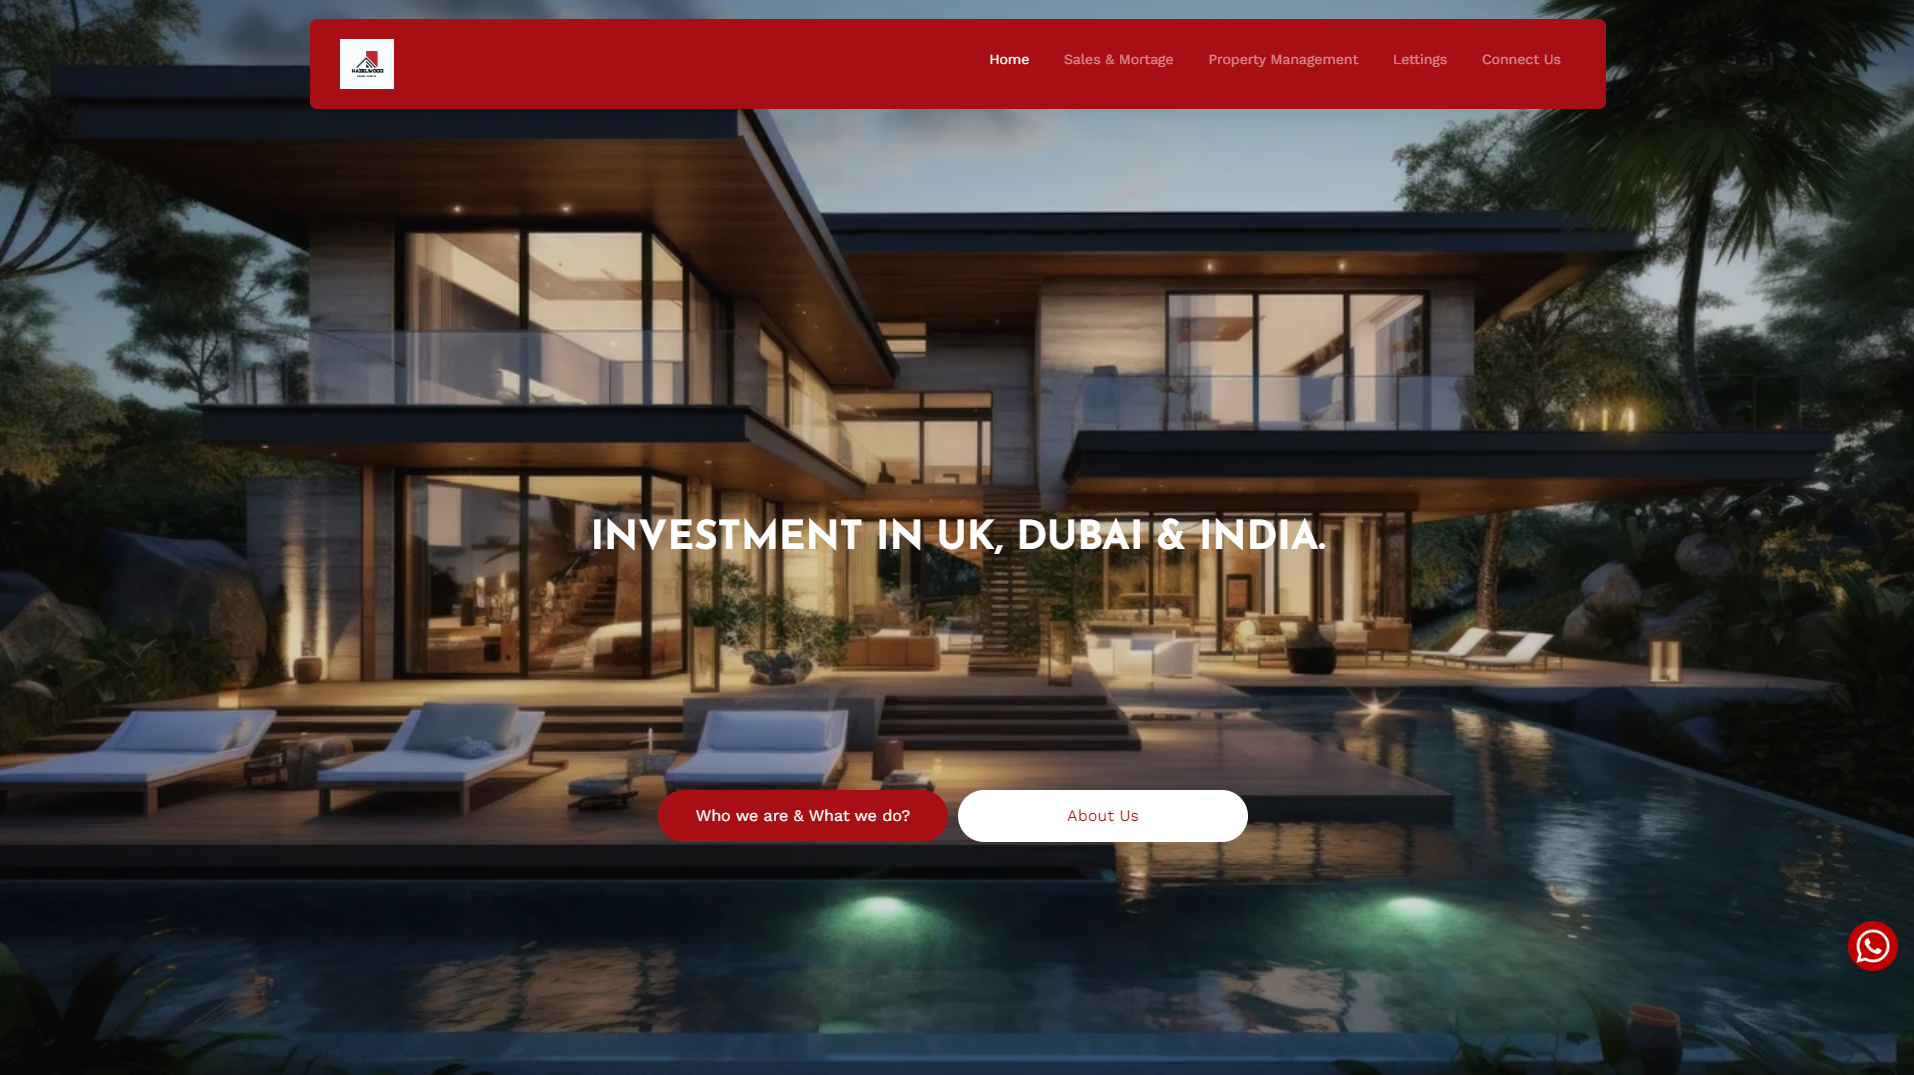 HAZELWOOD
Home
Sales & Mortage
Property Management
Lettings
Connect Us
INVESTMENT IN UK, DUBAI & INDIA.
Who we are & What we do?
About Us